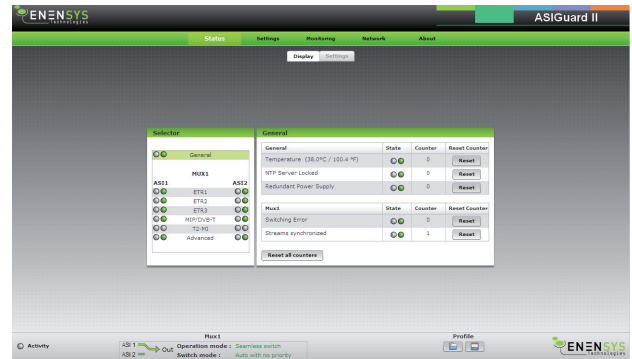 ENENSYS
Technologies
ASIGuard II
Status Settings Monitoring Network About
Display Settings
Selector
General
General
MUX1
ASI1 ASI2
ETR1
ETR2
ETR3
MIP/DVB-T
T2-MI
Advanced
General
General State Counter Reset Counter
Temperature (38.0°C / 100.4 °F) 0 Reset
NTP Server Locked 0 Reset
Redundant Power Supply 0 Reset
Mux1 State Counter Reset Counter
Switching Error 0 Reset
Streams synchronized 1 Reset
Reset all counters
Activity
Mux1
ASI 1
ASI 2
Out
Operation mode : Seamless switch
Switch mode : Auto with no priority
Profile
ENENSYS
Technologies